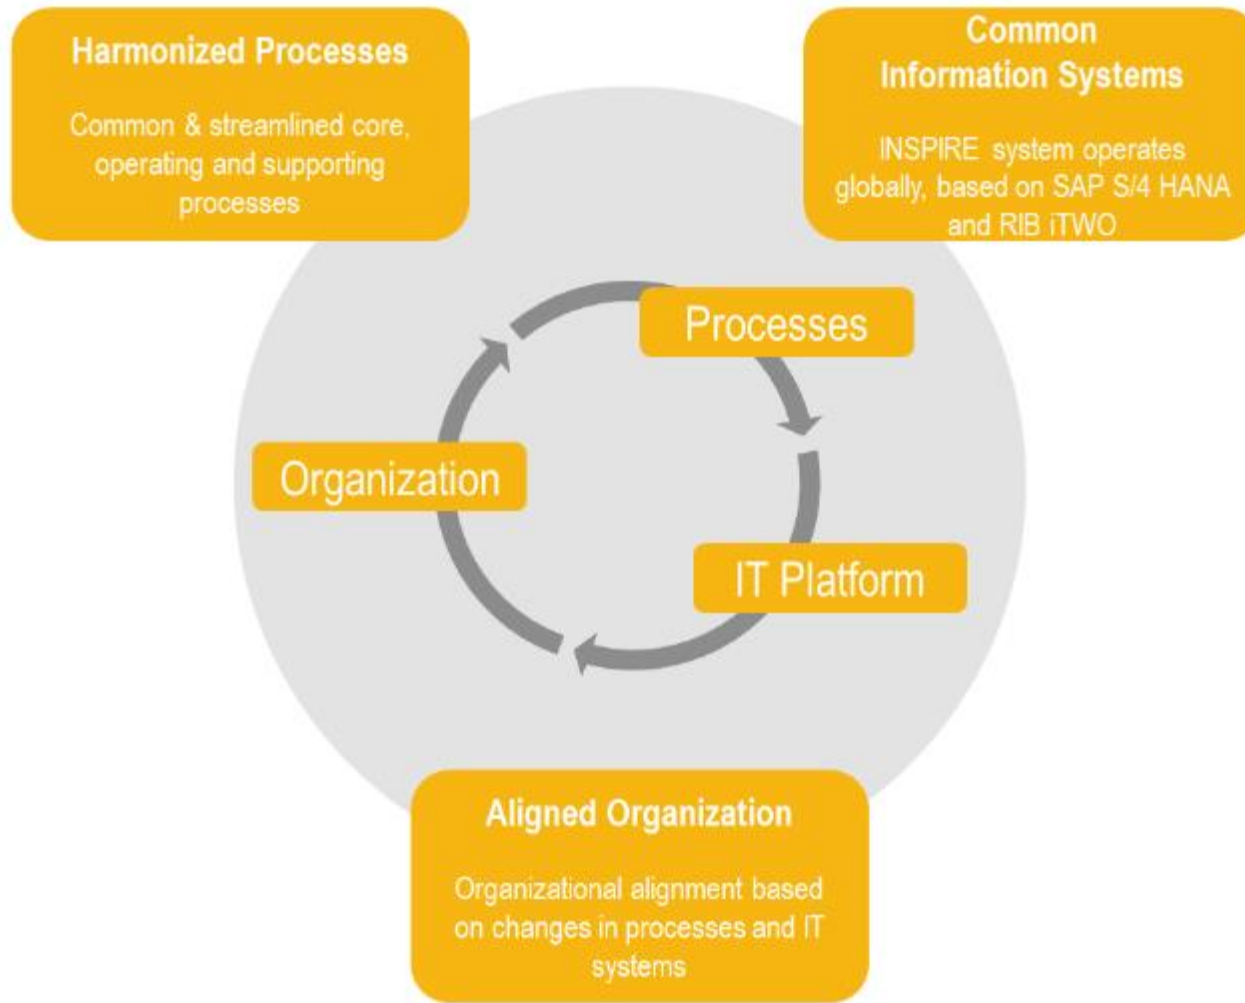 Harmonized Processes
Common & streamlined core,
operating and supporting
processes
Common
Information Systems
INSPIRE system operates
globally, based on SAP S/4 HANA
and RIB iTWO
Processes
Organization
IT Platform
Aligned Organization
Organizational alignment based
on changes in processes and IT
systems